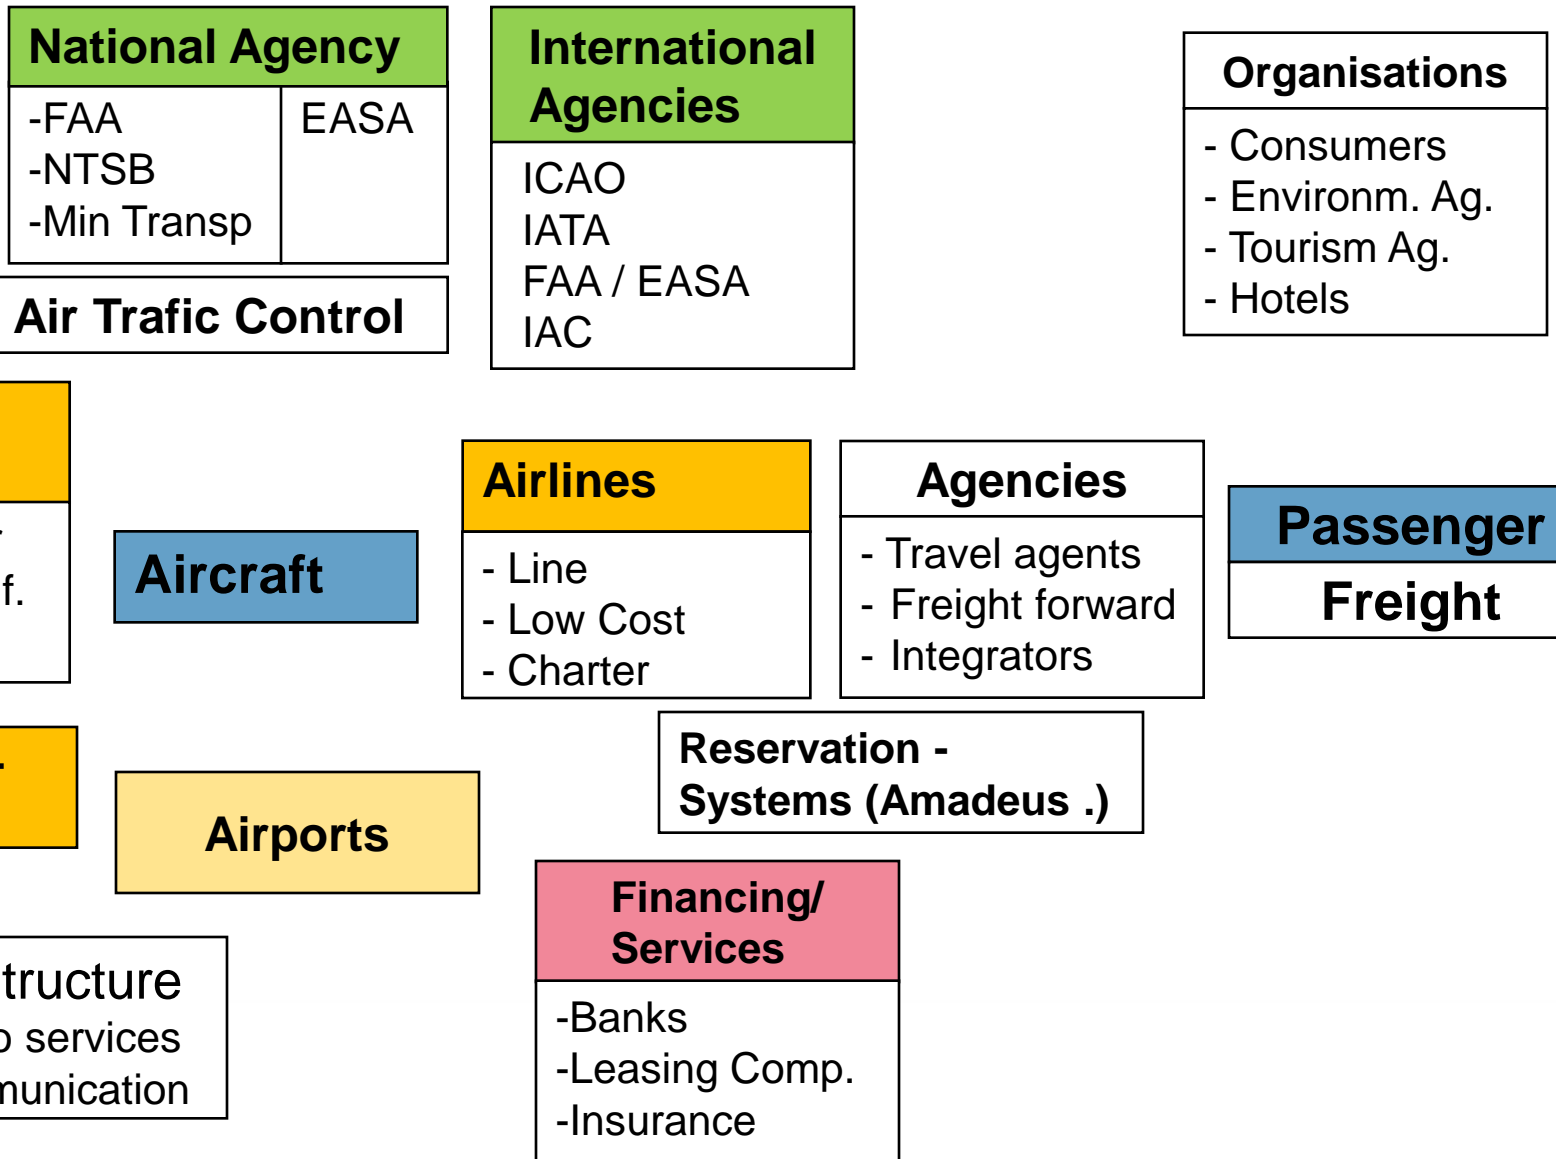 National Agency
-FAA
-NTSB
-Min Transp
EASA
Air Trafic Control
International
Agencies
ICAO
IATA
FAA / EASA
IAC
Organisations
- Consumers
- Environm. Ag.
- Tourism Ag.
- Hotels
Aircraft
Airlines
- Line
- Low Cost
- Charter
Agencies
- Travel agents
- Freight forward
- Integrators
Passenger
Freight
Reservation -
Systems (Amadeus .)
Airports
Financing/
Services
-Banks
-Leasing Comp.
-Insurance
tructure
services
munication